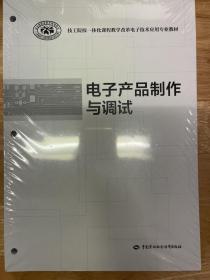 技工院校一体化课程教学改革电子技术应用专业教材
电子产品制作
与调试
中国劳动社会保障出版社